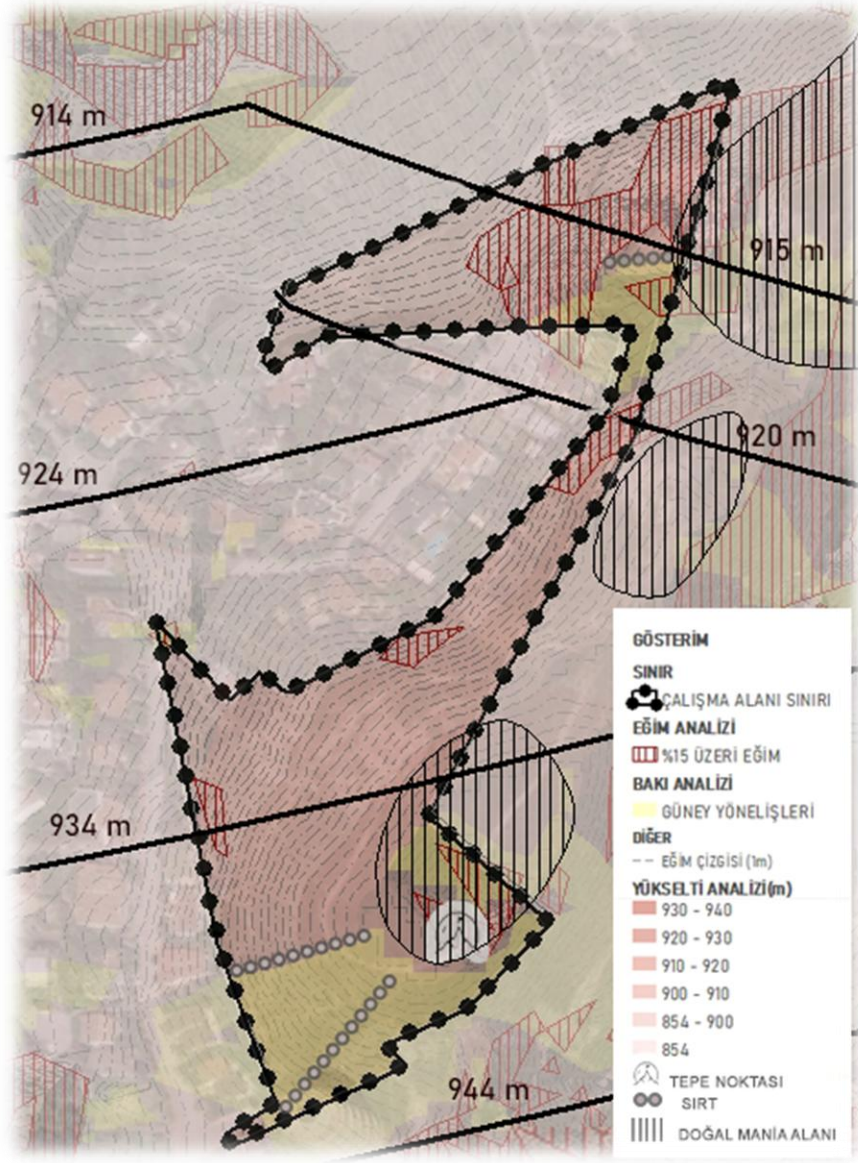 914 m
915 m
920 m
924 m
934 m
944 m
GÖSTERİM
SINIR
ÇALIŞMA ALANI SINIRI
EĞİM ANALİZİ
%15 ÜZERİ EĞİM
BAKI ANALİZİ
GÜNEY YÖNELİŞLERİ
DİĞER
EĞİM ÇİZGİSİ (1m)
YÜKSELTİ ANALİZİ(m)
930 - 940
920 - 930
910 - 920
900 - 910
854 - 900
854
TEPE NOKTASI
SIRT
DOĞAL MANİA ALANI